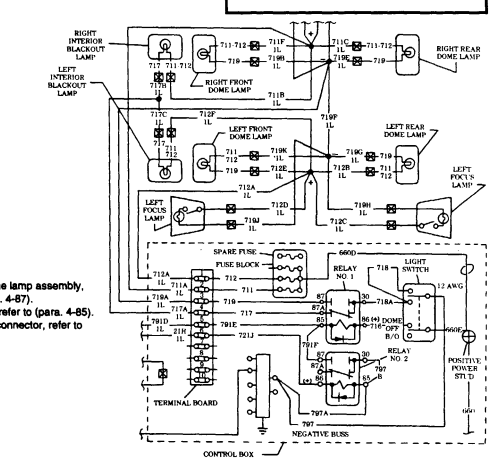 RIGHT
INTERIOR
BLACKOUT
LAMP
LEFT
INTERIOR
BLACKOUT
LAMP
717 711-712
717H
1L
717C
1L
717
711
712
711-712
719
711F
1L
719B
1L
RIGHT FRONT
DOME LAMP
711B
1L
712F
1L
711C
1L
719E
1L
711-712
719
RIGHT REAR
DOME LAMP
719F
1L
LEFT FRONT
DOME LAMP
711
712
719
719K
1L
712E
1L
719G
1L
712B
1L
719
711
712
LEFT REAR
DOME LAMP
712A
1L
LEFT
FOCUS
LAMP
712D
1L
719J
1L
719H
1L
712C
1L
LEFT
FOCUS
LAMP
e lamp assembly,
. 4-87).
refer to (para. 4-85).
connector, refer to
SPARE FUSE
FUSE BLOCK
660D
RELAY
NO. 1
718
LIGHT
SWITCH
12 AWG
712A
1L
711A
1L
719A
1L
717A
1L
791D
1L
21H
1L
712
711
719
717
791E
721J
87
87A
85
30
86 (+)
718A
716
DOME
OFF
B/O
660E
POSITIVE
POWER
STUD
660
791F
87
87A
86
(+)
30
85
797
B
RELAY
NO. 2
797A
797
TERMINAL BOARD
NEGATIVE BUSS
CONTROL BOX